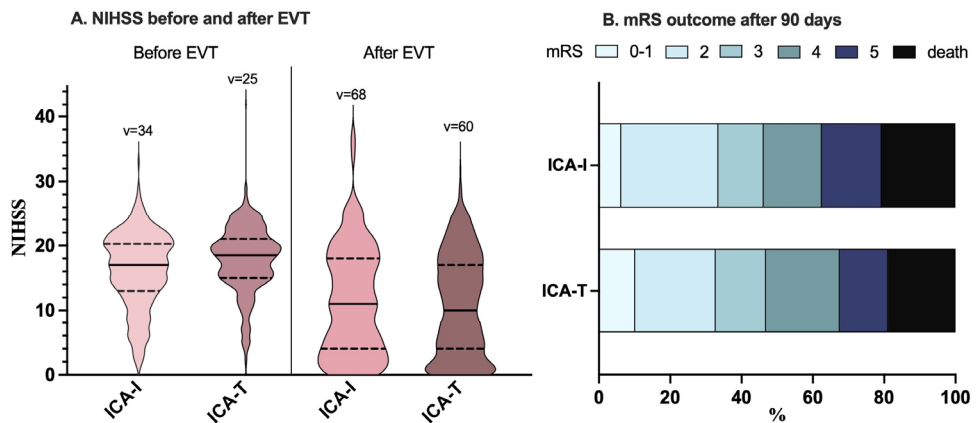 A. NIHSS before and after EVT
Before EVT
After EVT
v=34
v=25
v=68
v=60
NIHSS
40
30
20
10
0
ICA-I
ICA-T
ICA-I
ICA-T
B. mRS outcome after 90 days
mRS 0-1 2 3 4 5 death
ICA-I
ICA-T
0 20 40 60 80 100
%